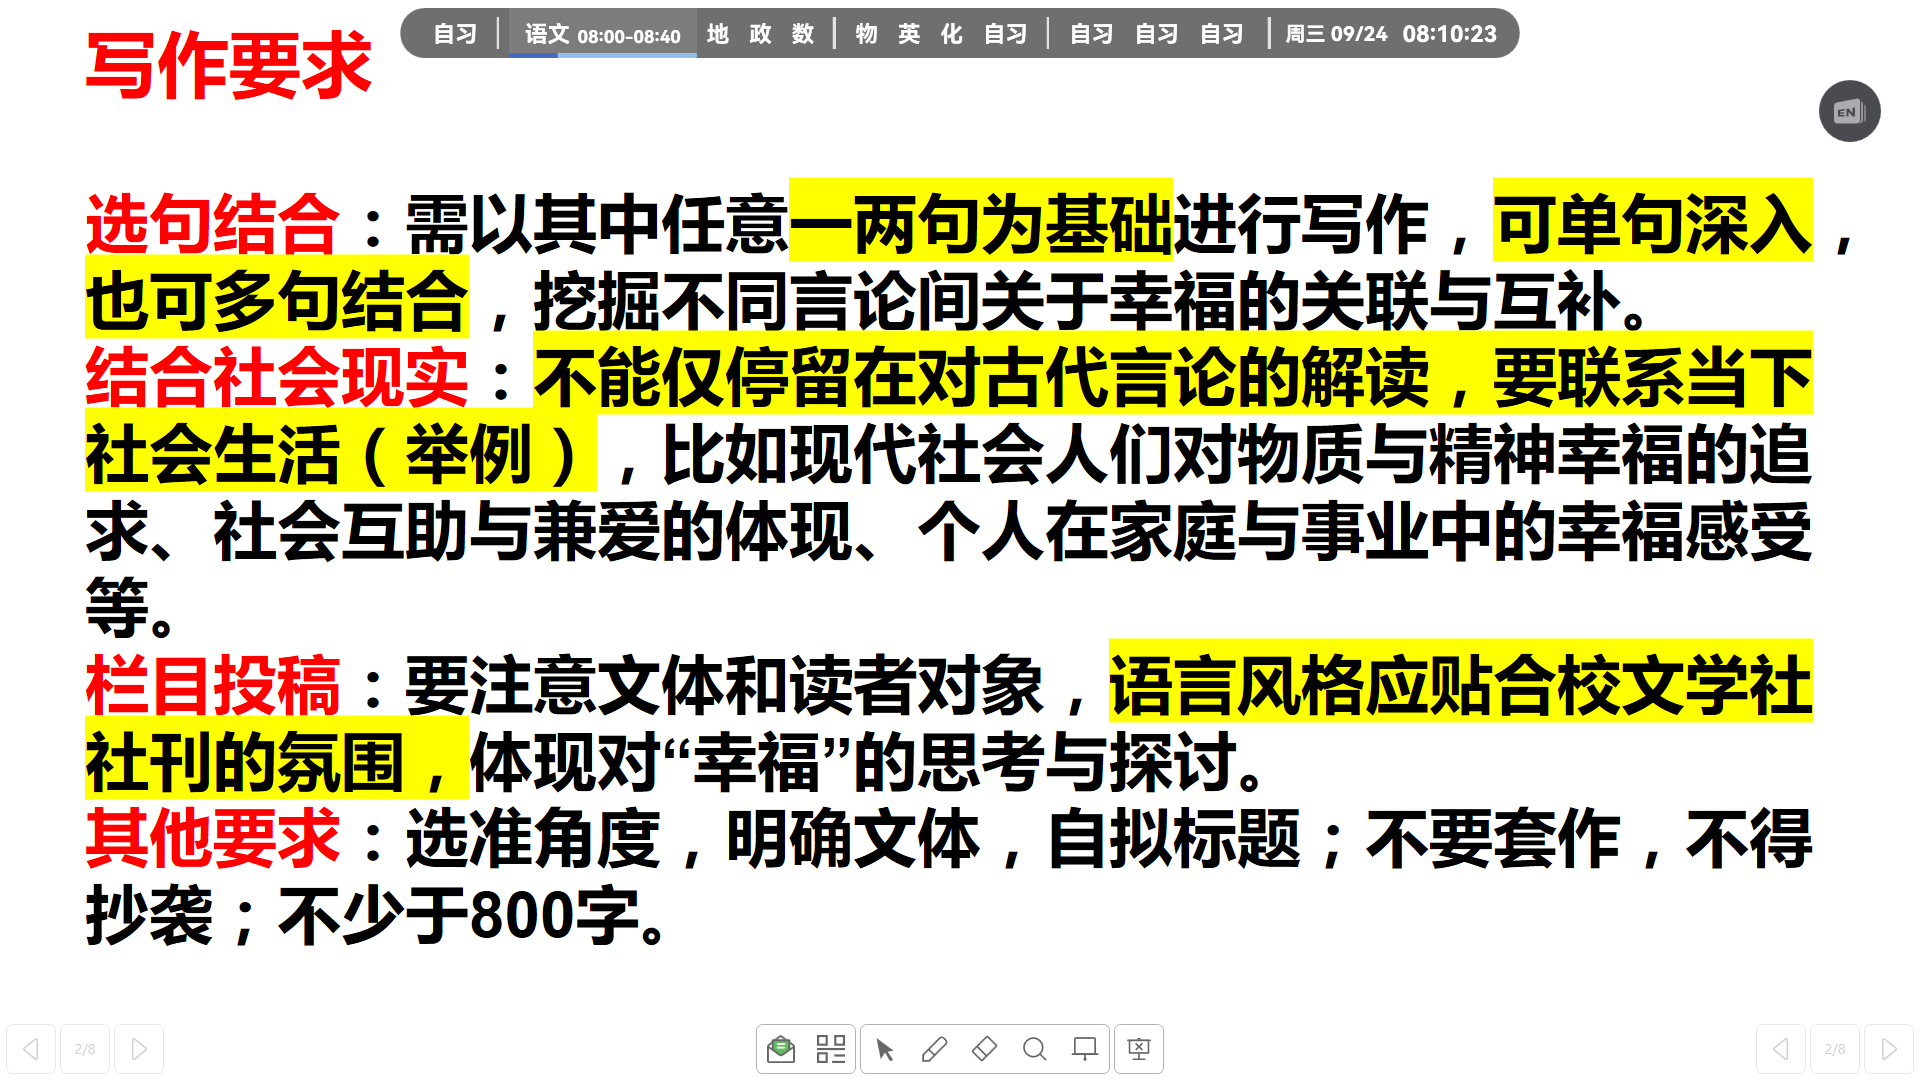 自习 语文 08:00-08:40 地 政 数 物 英 化 自习 自习 自习 自习 周三 09/24 08:10:23
写作要求
EN
选句结合：需以其中任意一两句为基础进行写作，可单句深入，
也可多句结合，挖掘不同言论间关于幸福的关联与互补。
结合社会现实：不能仅停留在对古代言论的解读，要联系当下
社会生活（举例），比如现代社会人们对物质与精神幸福的追
求、社会互助与兼爱的体现、个人在家庭与事业中的幸福感受
等。
栏目投稿：要注意文体和读者对象，语言风格应贴合校文学社
社刊的氛围，体现对“幸福”的思考与探讨。
其他要求：选准角度，明确文体，自拟标题；不要套作，不得
抄袭；不少于800字。
2/8 2/8